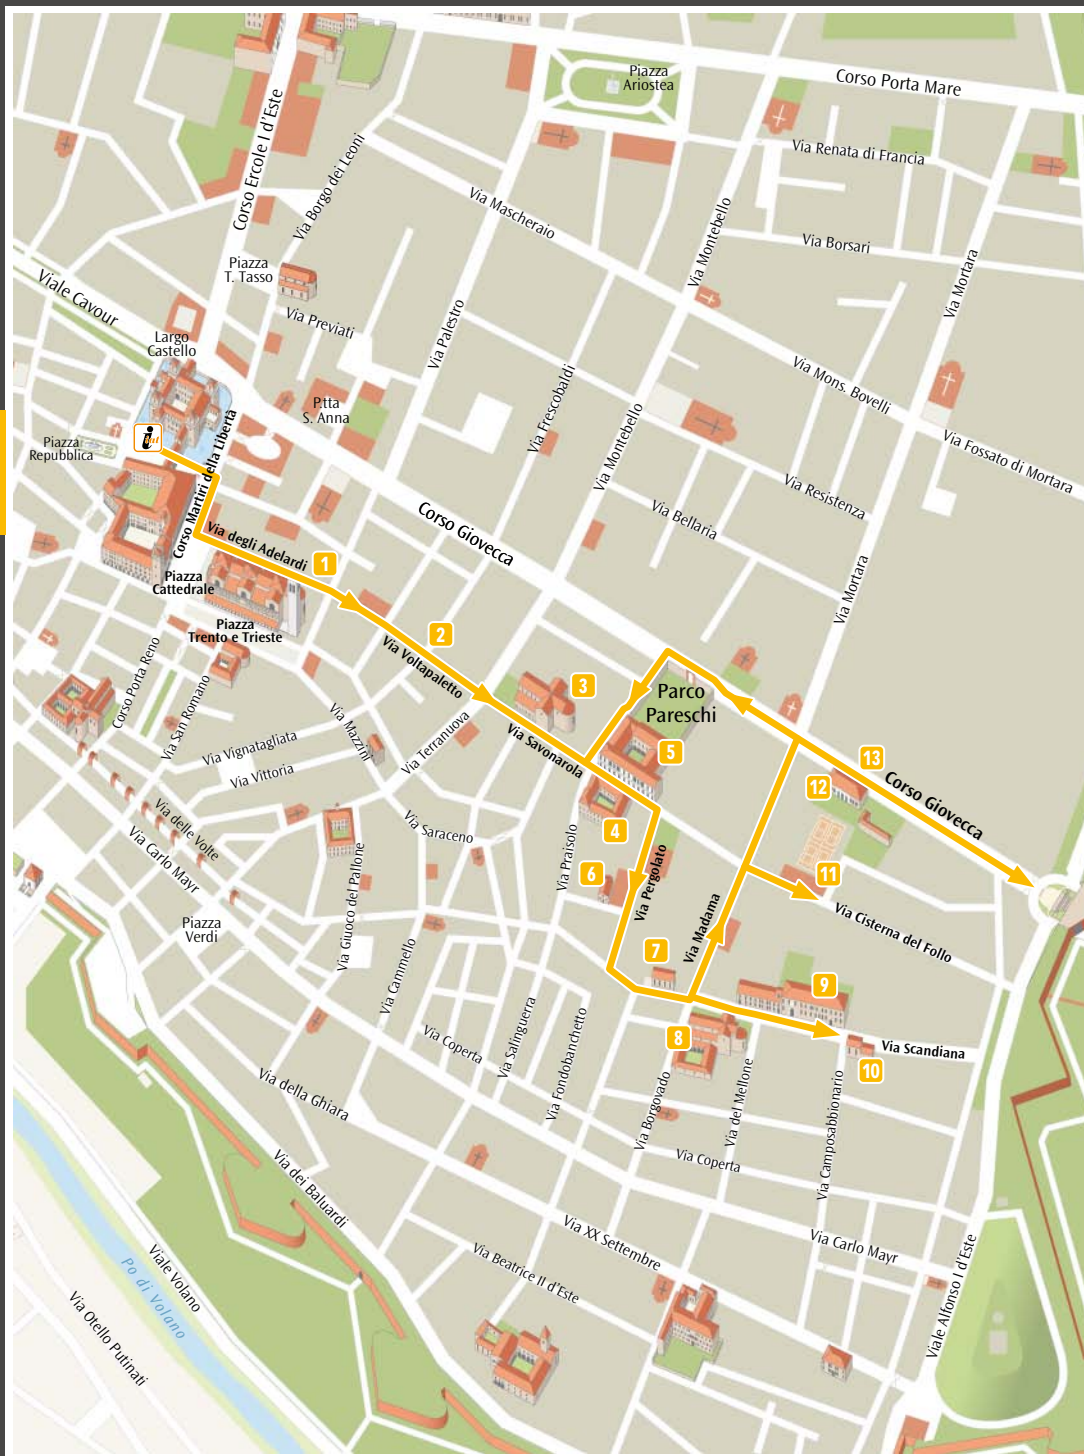 Piazza
Ariostea
Corso Porta Mare
Corso Ercole I d'Este
Via Borgo dei Leoni
Via Renata di Francia
Via Mascheraio
Via Montebello
Via Borsari
Piazza
T. Tasso
Via Mortara
Viale Cavour
Via Previati
Via Palestro
Largo
Castello
Via Frescobaldi
Via Mons. Bovelli
P.tta
S. Anna
Via Montebello
Piazza
Repubblica
i
Corso Martiri della Libertà
Via Fossato di Mortara
Via Resistenza
Via Bellaria
Corso Giovecca
Via degli Adelardi
1
Piazza
Cattedrale
Via Mortara
Piazza
Trento e Trieste
2
Via Voltapaletto
Corso Porta Reno
Via San Romano
3
Parco
Pareschi
Via Mazzini
Via Terranuova
Via Savonarola
Via Vignatagliata
Via Vittoria
5
13
Corso Giovecca
12
4
Via delle Volte
Via Carlo Mayr
Via Saraceno
Via Praisolo
6
Via Pergolato
11
Via Giuoco del Pallone
Piazza
Verdi
Via Madama
Via Cisterna del Follo
Via Cammello
7
9
Via Coperta
Via Salinguerra
Via Fondobanchetto
8
Via Scandiana
10
Via della Ghiara
Via Borgovado
Via del Mellone
Via Camposabbionario
Via Coperta
Via dei Baluardi
Via XX Settembre
Via Carlo Mayr
Viale Alfonso I d'Este
Via Beatrice II d'Este
Viale Volano
Po di Volano
Via Otello Putinati